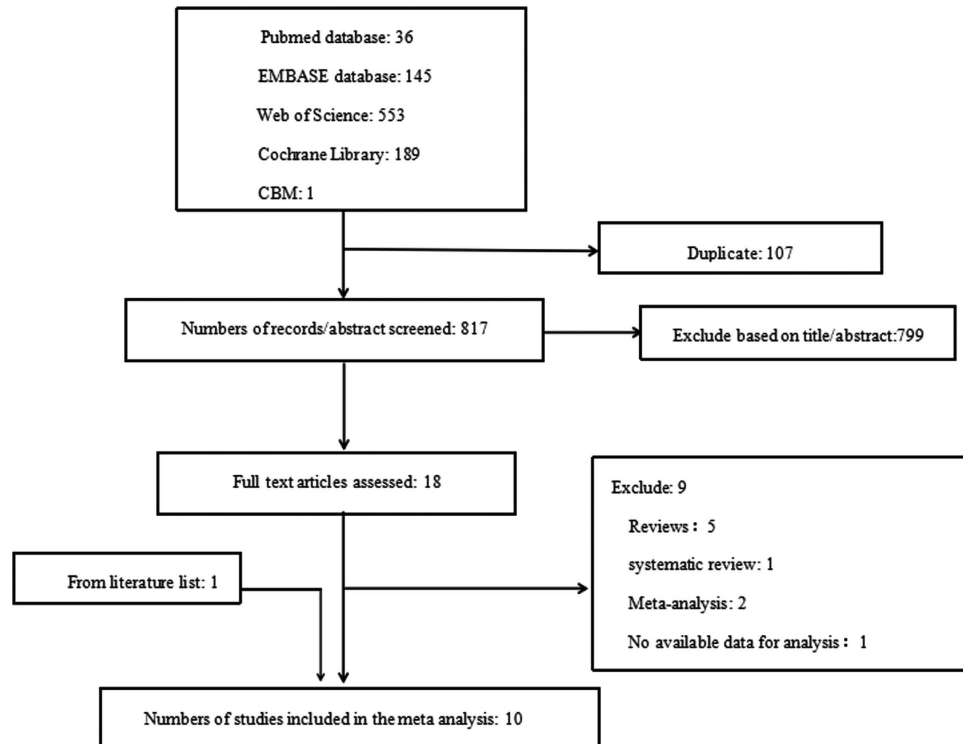 Pubmed database: 36
EMBASE database: 145
Web of Science: 553
Cochrane Library: 189
CBM: 1
Duplicate: 107
Numbers of records/abstract screened: 817
Exclude based on title/abstract:799
Full text articles assessed: 18
Exclude: 9
Reviews： 5
systematic review: 1
Meta-analysis: 2
No available data for analysis： 1
From literature list: 1
Numbers of studies included in the meta analysis: 10